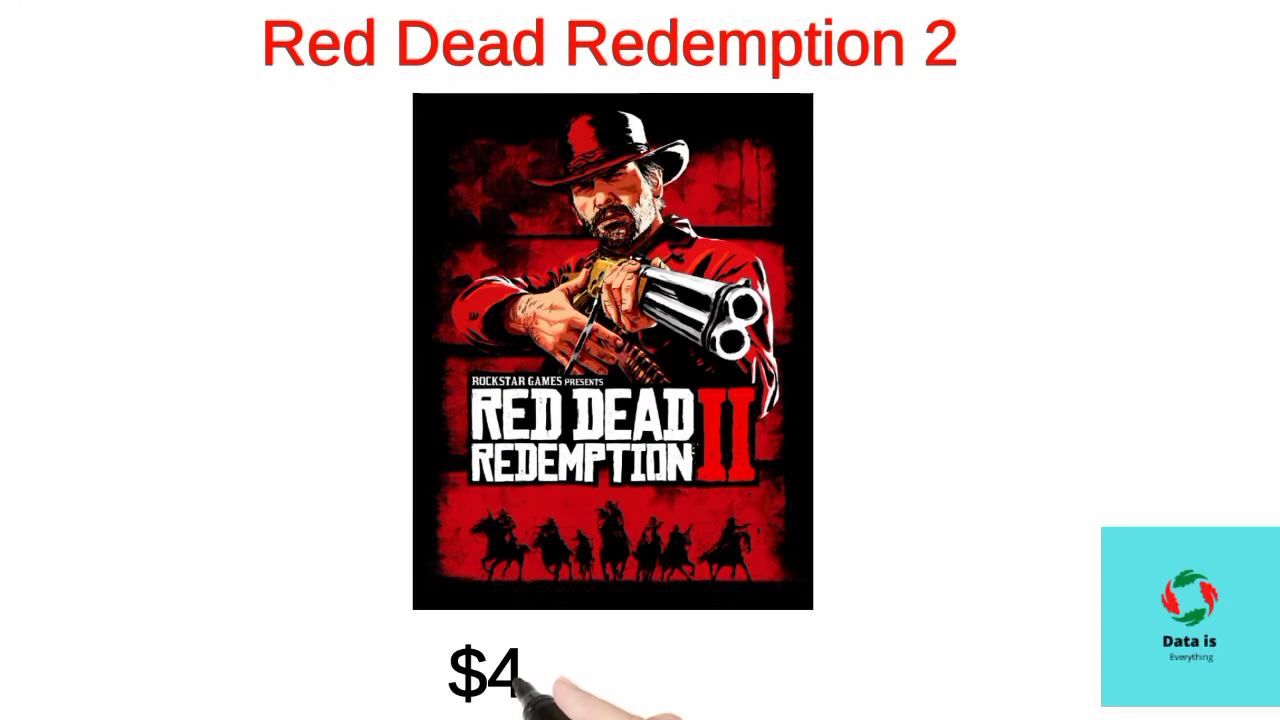 Red Dead Redemption 2
ROCKSTAR GAMES PRESENTS
RED DEAD
REDEMPTION II
$4
Data is
Everything